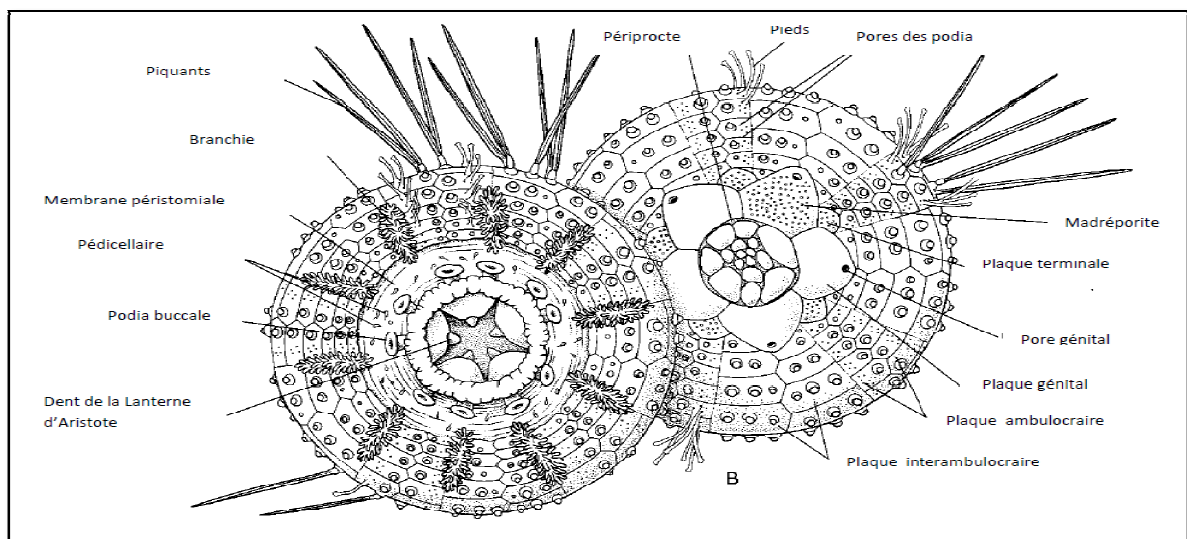 Périprocte
Pieds
Pores des podia
Piquants
Branchie
Membrane péristomiale
Pédicellaire
Podia buccale
Dent de la Lanterne
d'Aristote
Madréporite
Plaque terminale
Pore génital
Plaque génital
Plaque ambulocraire
Plaque interambulocraire
B